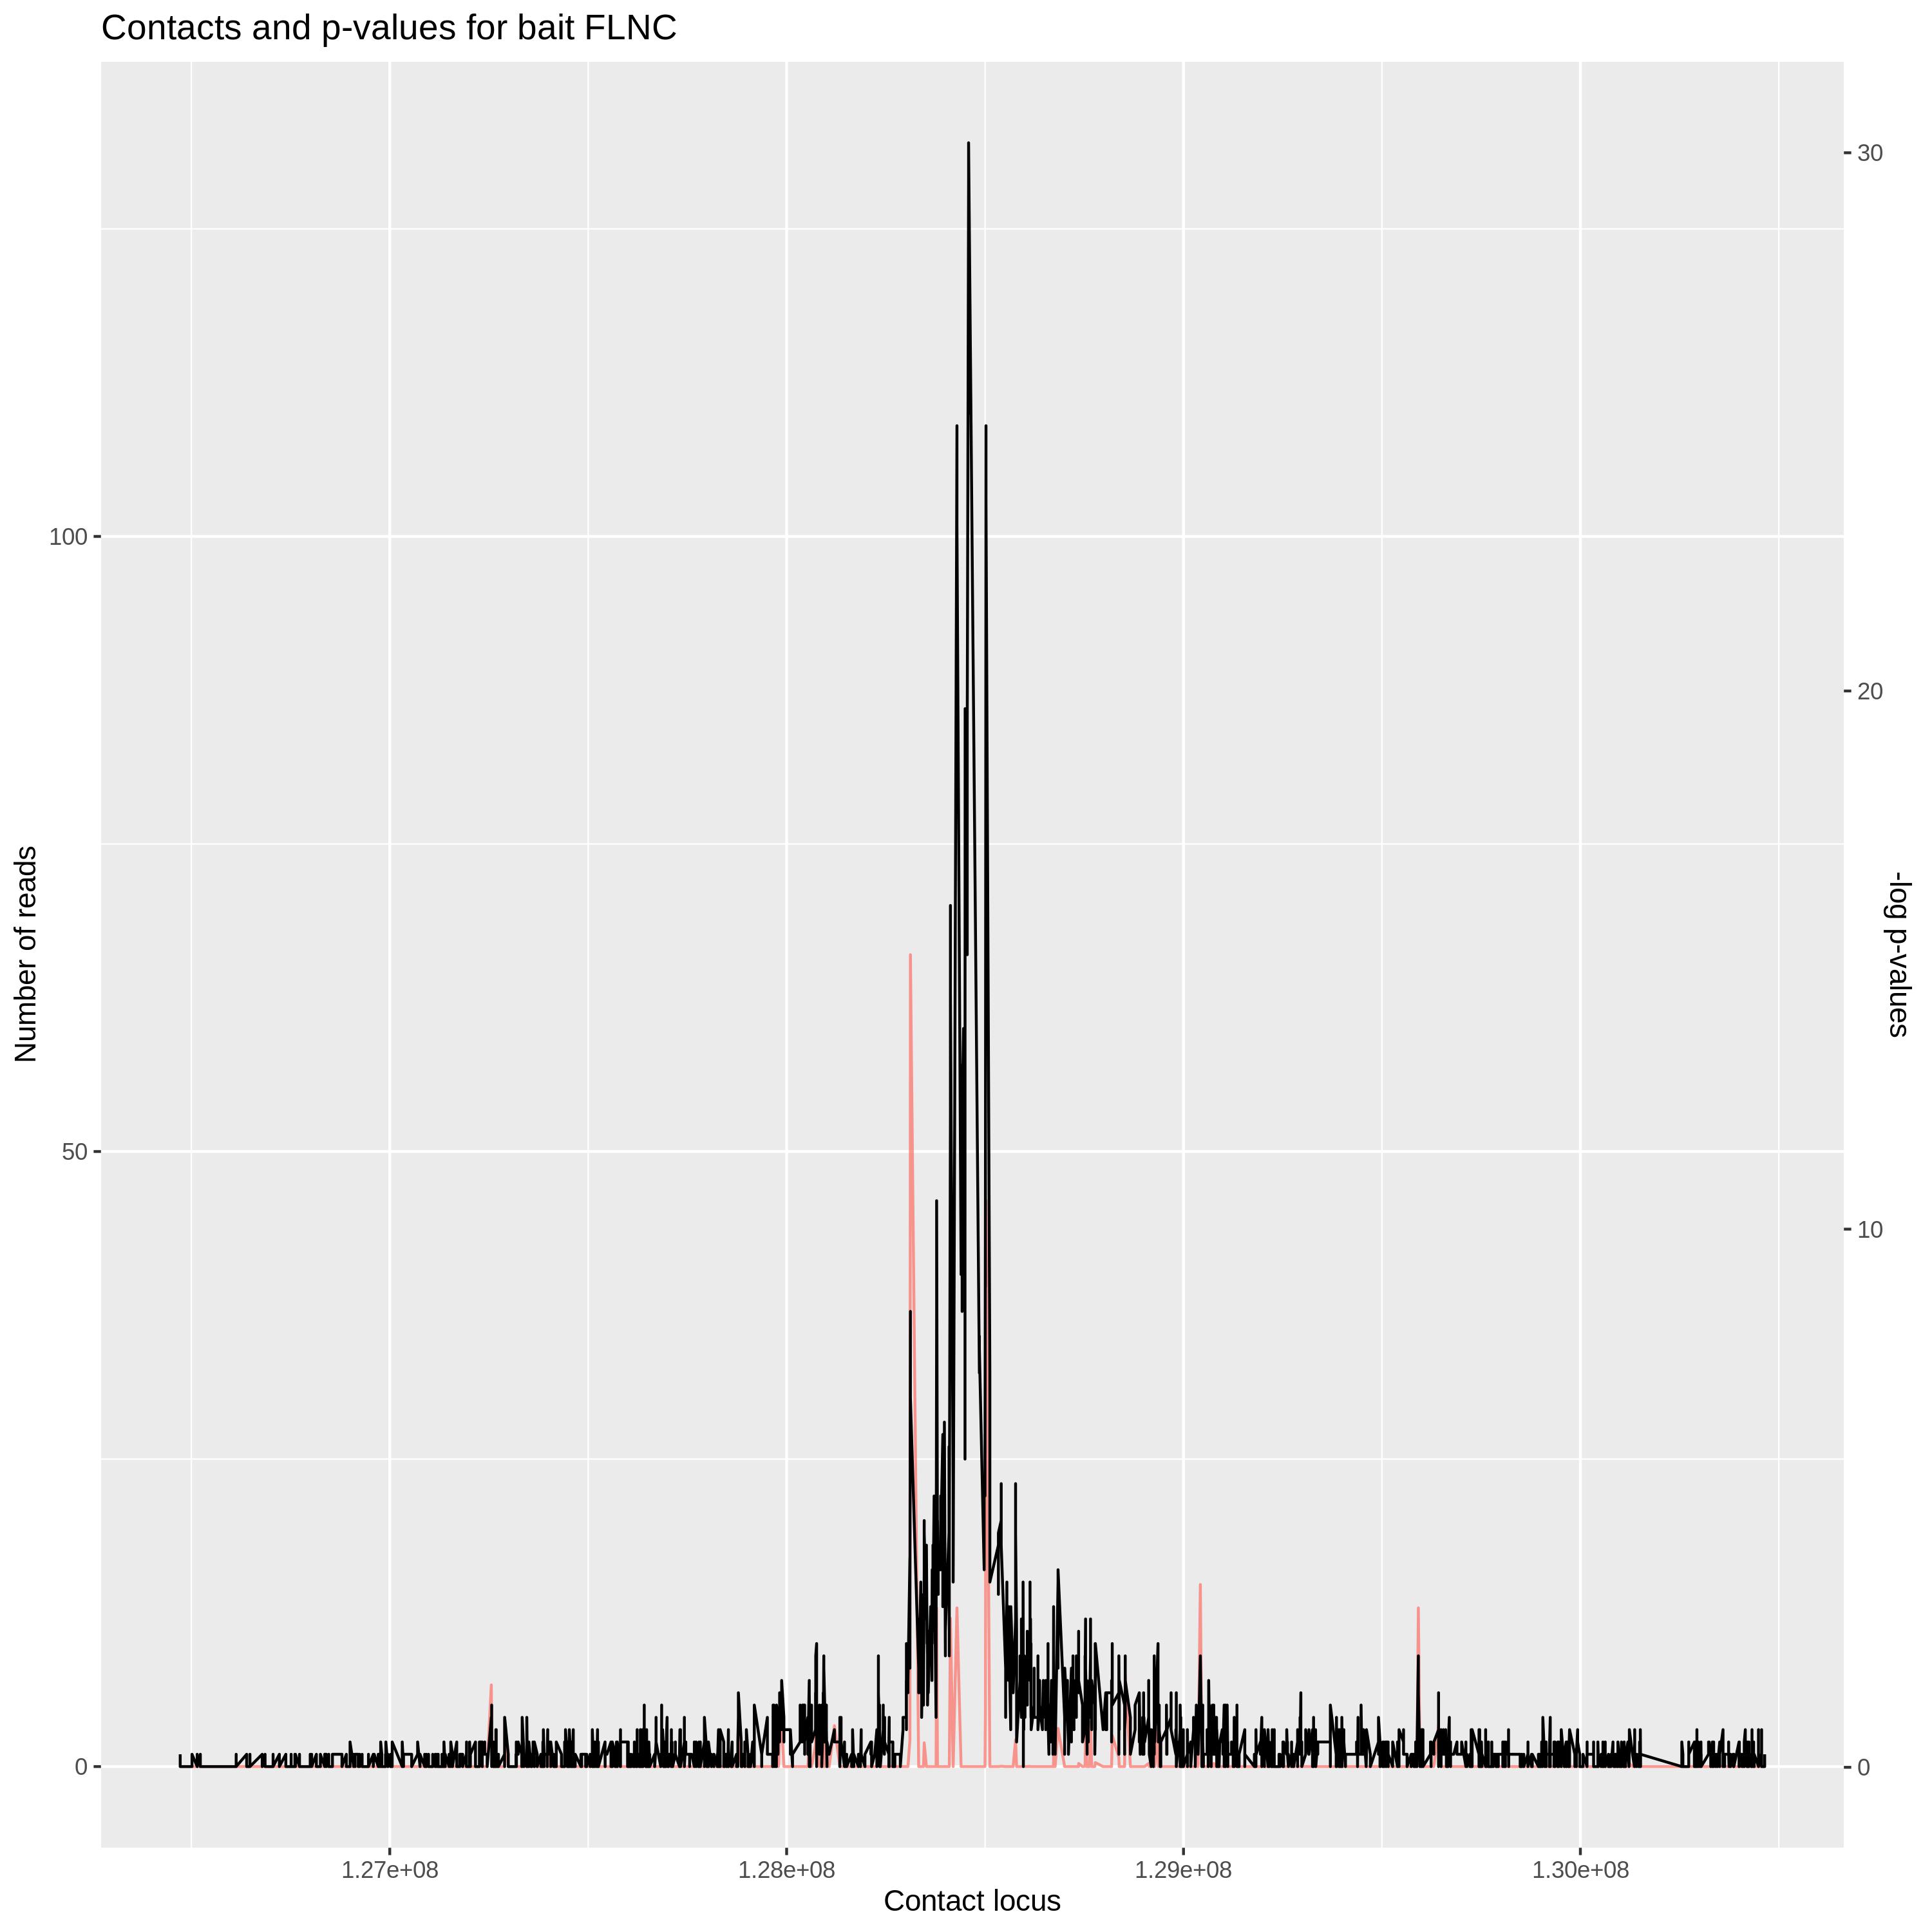 Contacts and p-values for bait FLNC
Number of reads
100
50
0
30
20
10
0
-log p-values
1.27e+08
1.28e+08
1.29e+08
1.30e+08
Contact locus